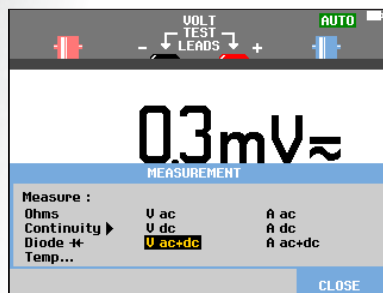 VOLT
TEST
LEADS
- +
AUTO
0.3mV
MEASUREMENT
Measure :
Ohms V ac A ac
Continuity V dc A dc
Diode V ac+dc A ac+dc
Temp...
CLOSE